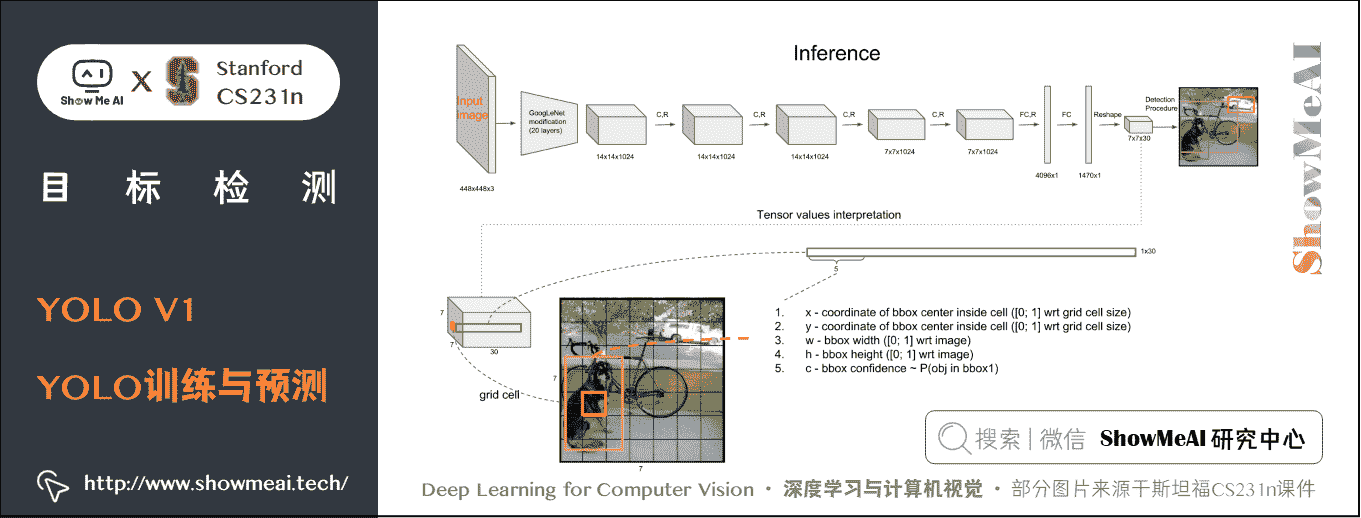 Show Me AI
X
Stanford
CS231n
目标检测
YOLO V1
YOLO训练与预测
http://www.showmeai.tech/
Inference
Input
image
448x448x3
GoogLeNet
modification
(20 layers)
14x14x1024
C,R
14x14x1024
C,R
14x14x1024
C,R
7x7x1024
C,R
7x7x1024
FC,R
4096x1
FC
1470x1
Reshape
7x7x30
Detection
Procedure
Tensor values interpretation
1x30
5
7
7
30
grid cell
7
7
1. x - coordinate of bbox center inside cell ([0; 1] wrt grid cell size)
2. y - coordinate of bbox center inside cell ([0; 1] wrt grid cell size)
3. w - bbox width ([0; 1] wrt image)
4. h - bbox height ([0; 1] wrt image)
5. c - bbox confidence ~ P(obj in bbox1)
ShowMeAI
搜索 | 微信 ShowMeAI 研究中心
Deep Learning for Computer Vision · 深度学习与计算机视觉 · 部分图片来源于斯坦福CS231n课件